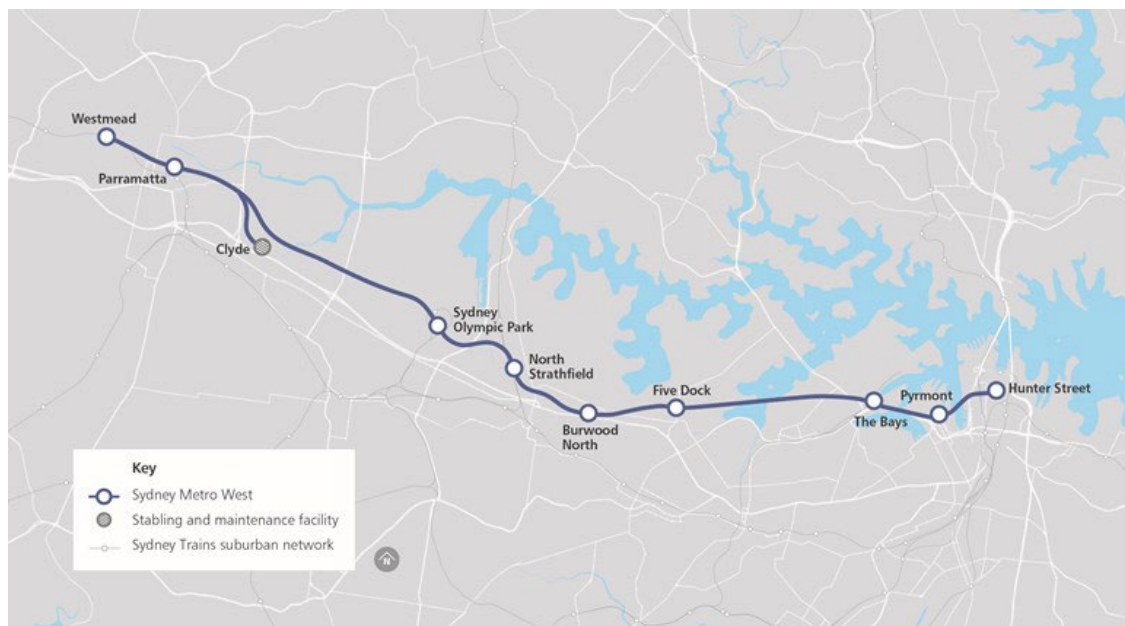 Westmead
Parramatta
Clyde
Sydney
Olympic Park
North
Strathfield
Burwood
North
Five Dock
The Bays
Pyrmont
Hunter Street
Key
Sydney Metro West
Stabling and maintenance facility
Sydney Trains suburban network
N